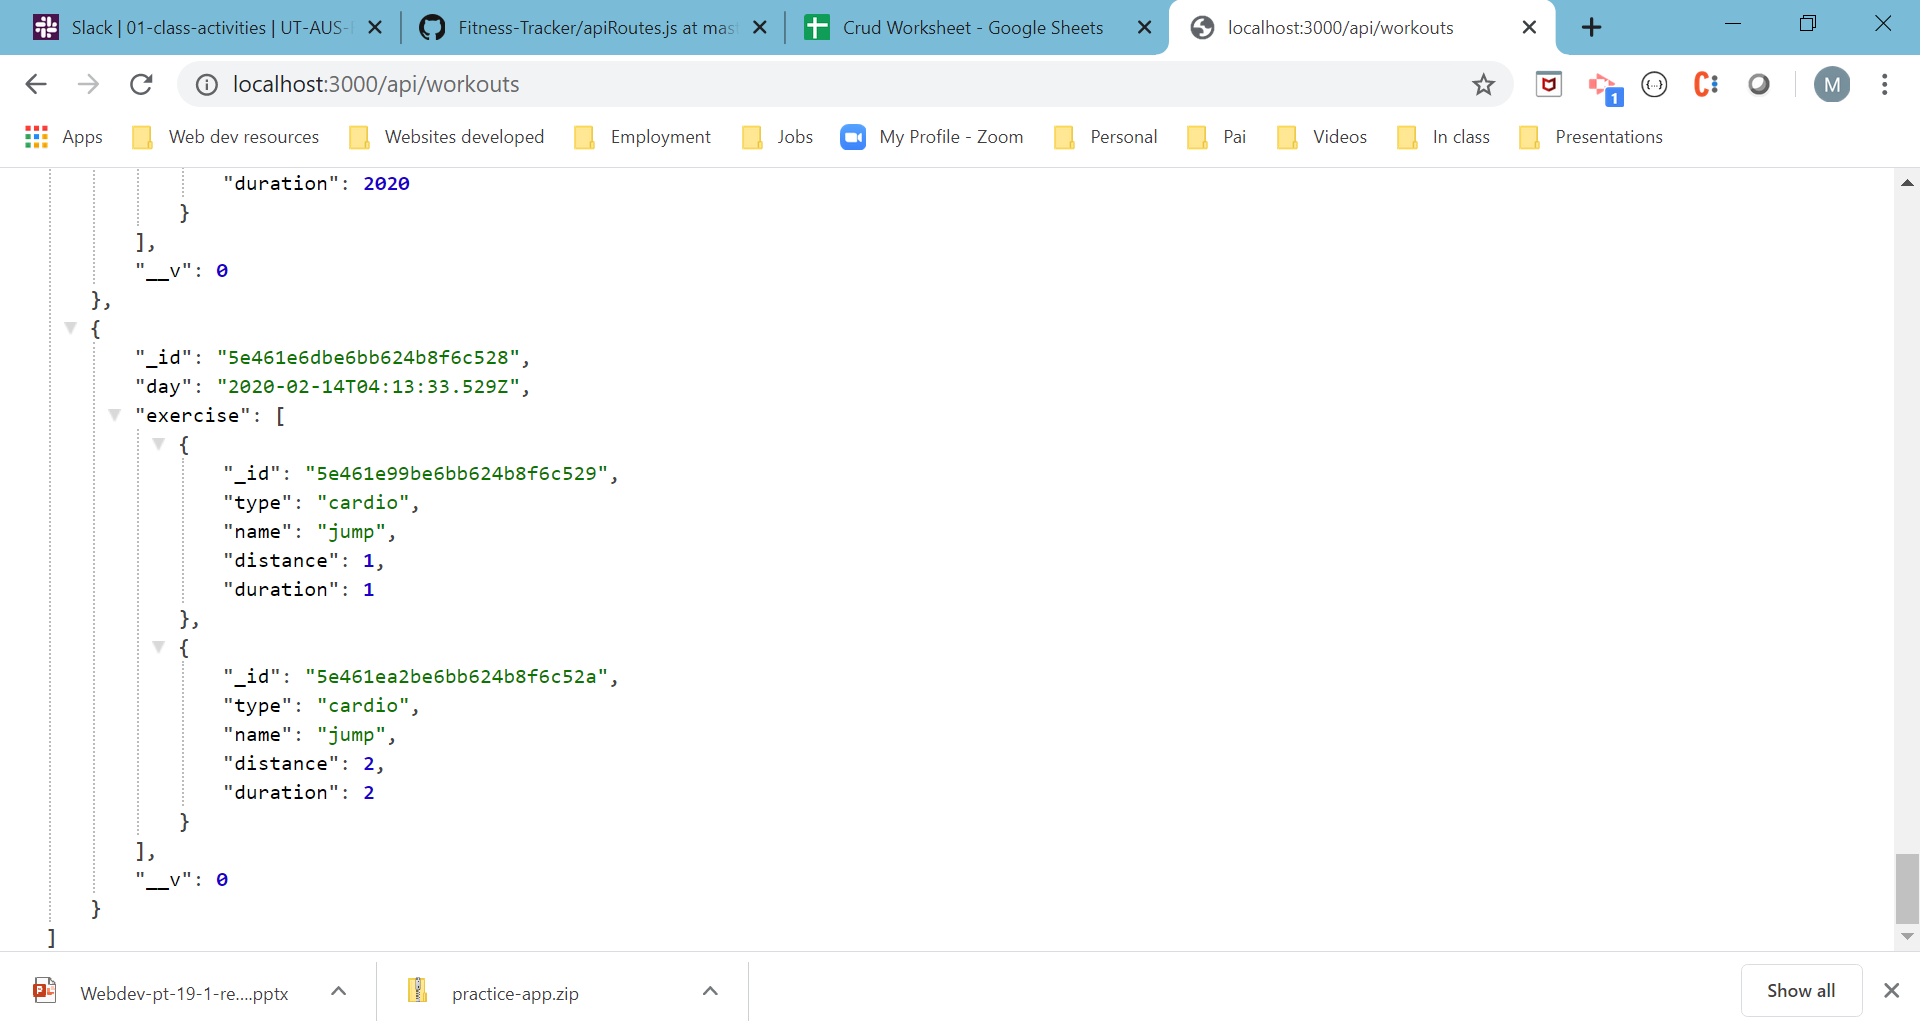 Slack | 01-class-activities | UT-AUS-
Fitness-Tracker/apiRoutes.js at mas
Crud Worksheet - Google Sheets
localhost:3000/api/workouts
localhost:3000/api/workouts
1
{···}
C
M
Apps
Web dev resources
Websites developed
Employment
Jobs
My Profile - Zoom
Personal
Pai
Videos
In class
Presentations
"duration": 2020
}
],
"__v": 0
},
{
"_id": "5e461e6dbe6bb624b8f6c528",
"day": "2020-02-14T04:13:33.529Z",
"exercise": [
{
"_id": "5e461e99be6bb624b8f6c529",
"type": "cardio",
"name": "jump",
"distance": 1,
"duration": 1
},
{
"_id": "5e461ea2be6bb624b8f6c52a",
"type": "cardio",
"name": "jump",
"distance": 2,
"duration": 2
}
],
"__v": 0
}
]
Webdev-pt-19-1-re....pptx
practice-app.zip
Show all